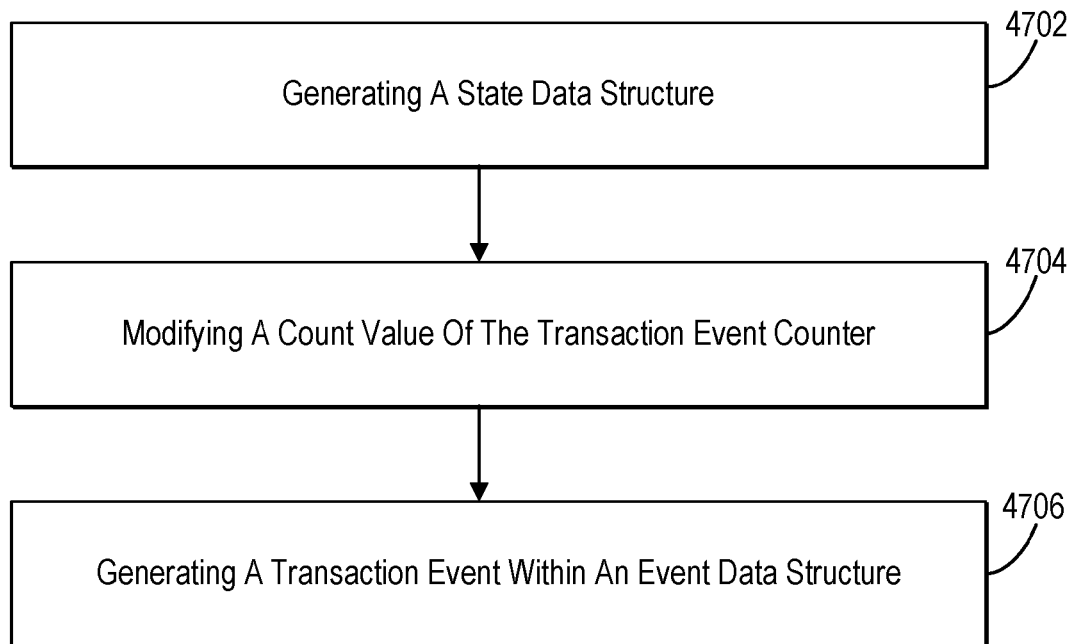 4702
Generating A State Data Structure
4704
Modifying A Count Value Of The Transaction Event Counter
4706
Generating A Transaction Event Within An Event Data Structure